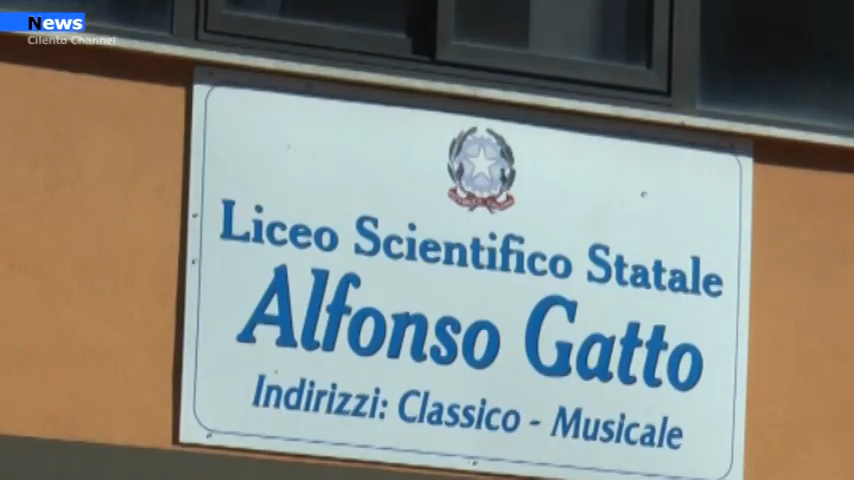 News
Cilento Channel
Liceo Scientifico Statale
Alfonso Gatto
Indirizzi: Classico - Musicale